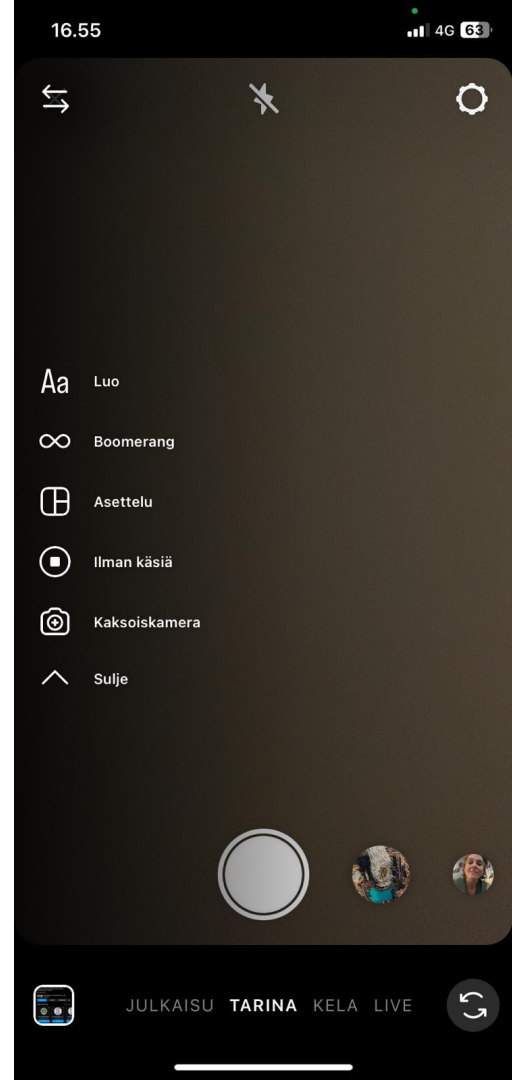 16.55
4G 63
Aa Luo
Boomerang
Asettelu
Ilman käsiä
Kaksoiskamera
Sulje
JULKAISU TARINA KELA LIVE